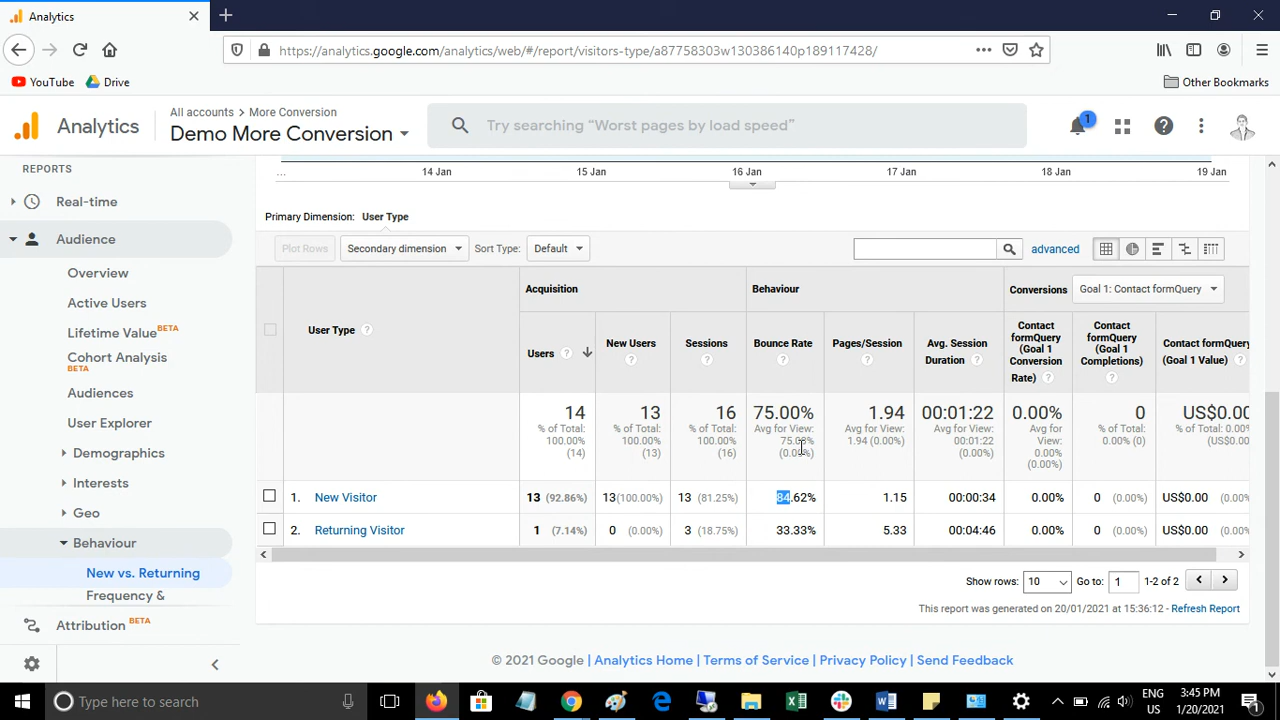 Analytics
https://analytics.google.com/analytics/web/#/report/visitors-type/a87758303w130386140p189117428/
YouTube
Drive
Other Bookmarks
Analytics
All accounts > More Conversion
Demo More Conversion
Try searching “Worst pages by load speed”
1
REPORTS
Real-time
Audience
Overview
Active Users
Lifetime Value BETA
Cohort Analysis
BETA
Audiences
User Explorer
Demographics
Interests
Geo
Behaviour
New vs. Returning
Frequency &
Attribution BETA
... 14 Jan 15 Jan 16 Jan 17 Jan 18 Jan 19 Jan
Primary Dimension: User Type
Plot Rows Secondary dimension Sort Type: Default advanced
Acquisition Behaviour Conversions Goal 1: Contact formQuery
User Type ?
Users ?
New Users
?
Sessions
?
Bounce Rate
?
Pages/Session
?
Avg. Session
Duration ?
Contact
formQuery
(Goal 1
Conversion
Rate) ?
Contact
formQuery
(Goal 1
Completions)
?
Contact formQuery
(Goal 1 Value) ?
14
% of Total:
100.00%
(14)
13
% of Total:
100.00%
(13)
16
% of Total:
100.00%
(16)
75.00%
Avg for View:
75.00%
(0.00%)
1.94
Avg for View:
1.94 (0.00%)
00:01:22
Avg for View:
00:01:22
(0.00%)
0.00%
Avg for
View:
0.00%
(0.00%)
0
% of Total:
0.00% (0)
US$0.00
% of Total: 0.00%
(US$0.00
1. New Visitor 13 (92.86%) 13(100.00%) 13 (81.25%) 84.62% 1.15 00:00:34 0.00% 0 (0.00%) US$0.00 (0.00%
2. Returning Visitor 1 (7.14%) 0 (0.00%) 3 (18.75%) 33.33% 5.33 00:04:46 0.00% 0 (0.00%) US$0.00 (0.00%
Show rows: 10 Go to: 1 1-2 of 2
This report was generated on 20/01/2021 at 15:36:12 - Refresh Report
© 2021 Google | Analytics Home | Terms of Service | Privacy Policy | Send Feedback
Type here to search
ENG
US
3:45 PM
1/20/2021
1